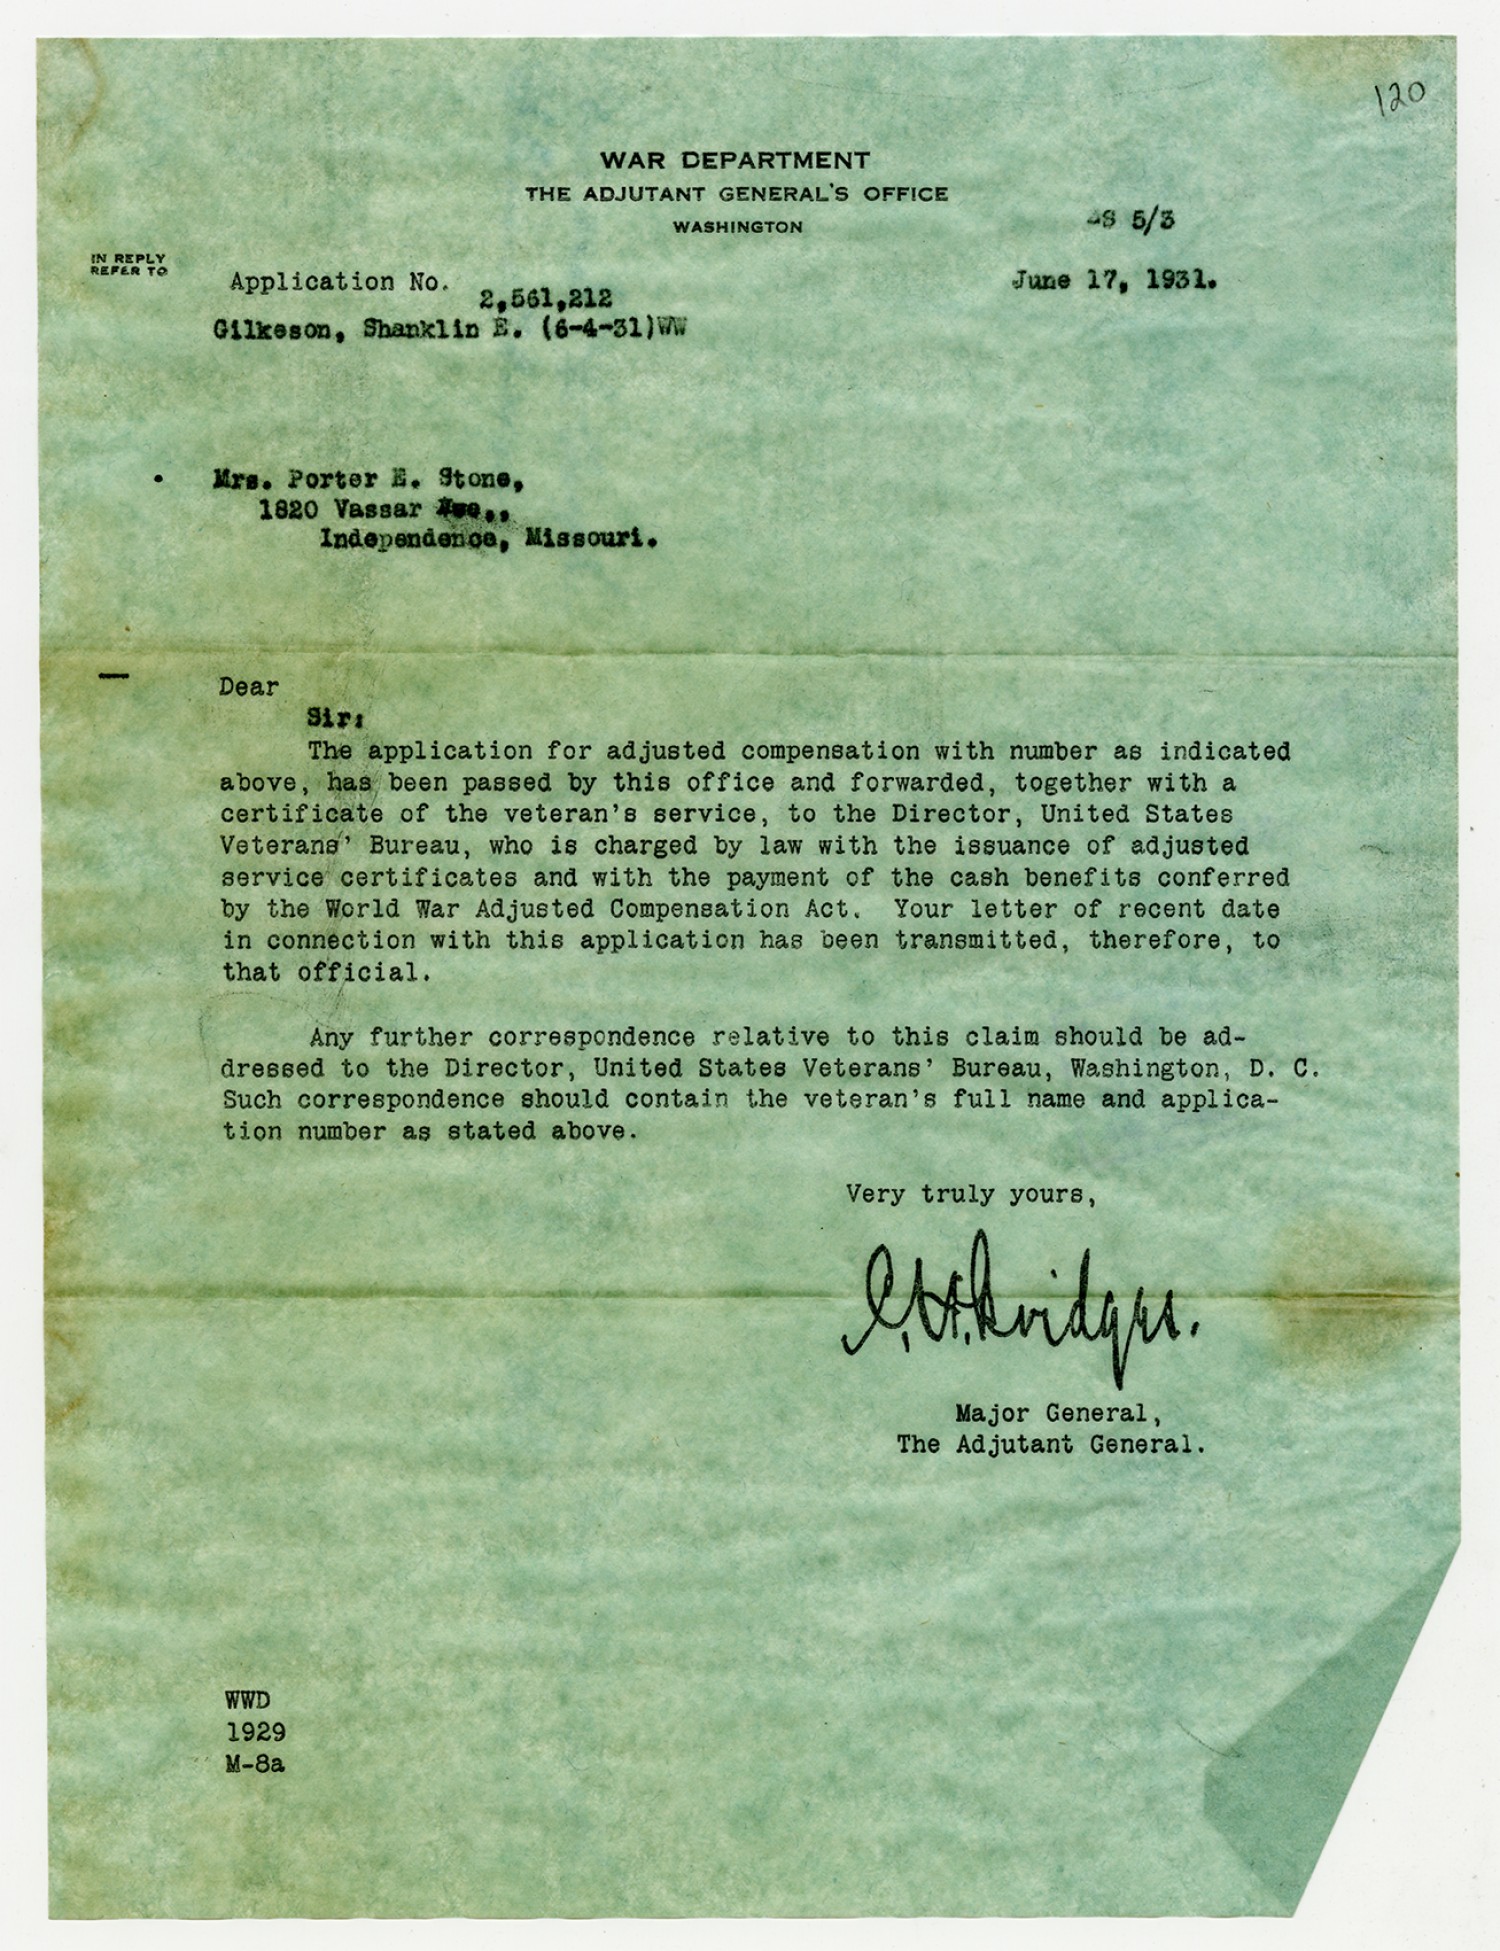 120
WAR DEPARTMENT
THE ADJUTANT GENERAL'S OFFICE
WASHINGTON
-S 5/3
IN REPLY
REFER TO
June 17, 1931.
Application No. 2,561,212
Gilkeson, Shanklin E. (6-4-31)WW
Mrs. Porter E. Stone,
1820 Vassar Ave.,
Independence, Missouri.
Dear
Sir:
The application for adjusted compensation with number as indicated
above, has been passed by this office and forwarded, together with a
certificate of the veteran's service, to the Director, United States
Veterans' Bureau, who is charged by law with the issuance of adjusted
service certificates and with the payment of the cash benefits conferred
by the World War Adjusted Compensation Act. Your letter of recent date
in connection with this application has been transmitted, therefore, to
that official.
Any further correspondence relative to this claim should be ad-
dressed to the Director, United States Veterans' Bureau, Washington, D. C.
Such correspondence should contain the veteran's full name and applica-
tion number as stated above.
Very truly yours,
C. H. Bridges.
Major General,
The Adjutant General.
WWD
1929
M-8a